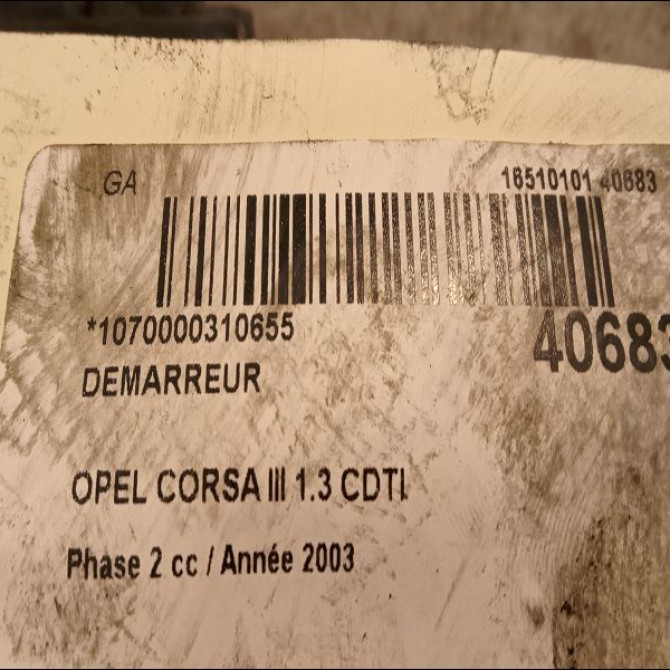 GA
16510101 40683
*1070000310655
40683
DEMARREUR
OPEL CORSA III 1.3 CDTI
Phase 2 cc / Année 2003